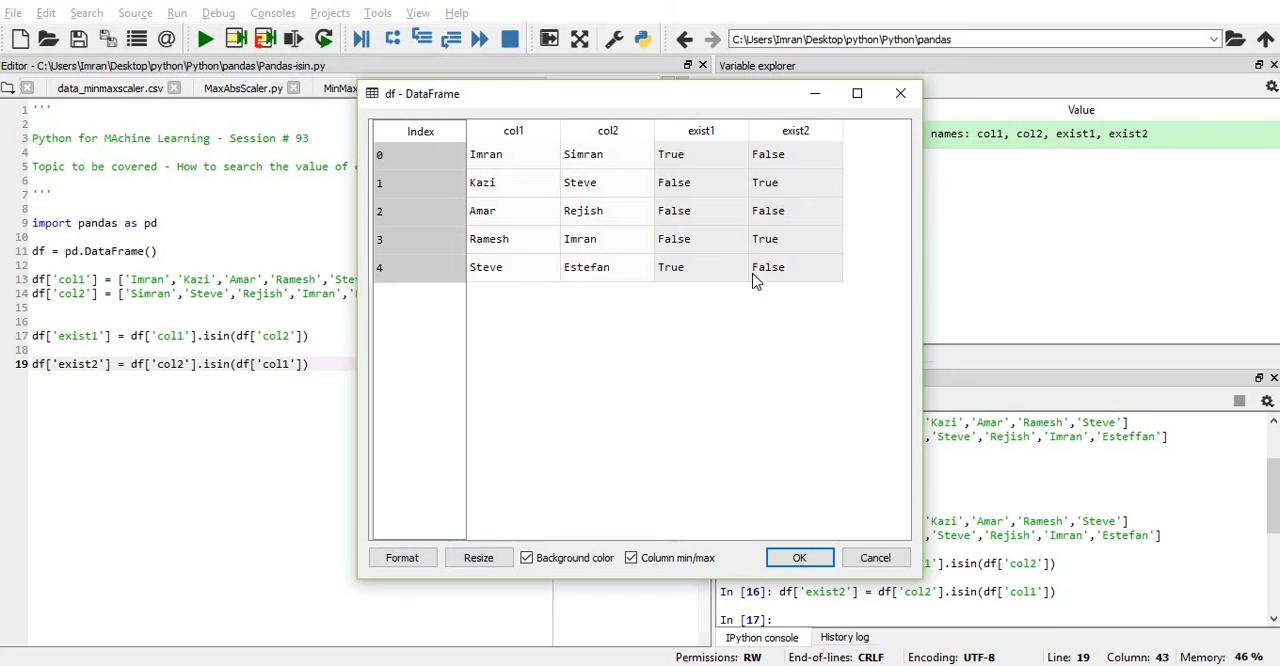 File Edit Search Source Run Debug Consoles Projects Tools View Help
C:\Users\Imran\Desktop\python\Python\pandas
Editor - C:\Users\Imran\Desktop\python\Python\pandas\Pandas-isin.py
Variable explorer
data_minmaxscaler.csv MaxAbsScaler.py MinMax
df - DataFrame
Value
names: col1, col2, exist1, exist2
Index col1 col2 exist1 exist2
0 Imran Simran True False
1 Kazi Steve False True
2 Amar Rejish False False
3 Ramesh Imran False True
4 Steve Estefan True False
1 '''
2
3 Python for MAchine Learning - Session # 93
4
5 Topic to be covered - How to search the value of
6
7 '''
8
9 import pandas as pd
10
11 df = pd.DataFrame()
12
13 df['col1'] = ['Imran','Kazi','Amar','Ramesh','Ste
14 df['col2'] = ['Simran','Steve','Rejish','Imran','
15
16
17 df['exist1'] = df['col1'].isin(df['col2'])
18
19 df['exist2'] = df['col2'].isin(df['col1'])
'Kazi','Amar','Ramesh','Steve']
,'Steve','Rejish','Imran','Esteffan']
'Kazi','Amar','Ramesh','Steve']
,'Steve','Rejish','Imran','Estefan']
'].isin(df['col2'])
In [16]: df['exist2'] = df['col2'].isin(df['col1'])
In [17]:
Format Resize Background color Column min/max OK Cancel
IPython console History log
Permissions: RW End-of-lines: CRLF Encoding: UTF-8 Line: 19 Column: 43 Memory: 46 %